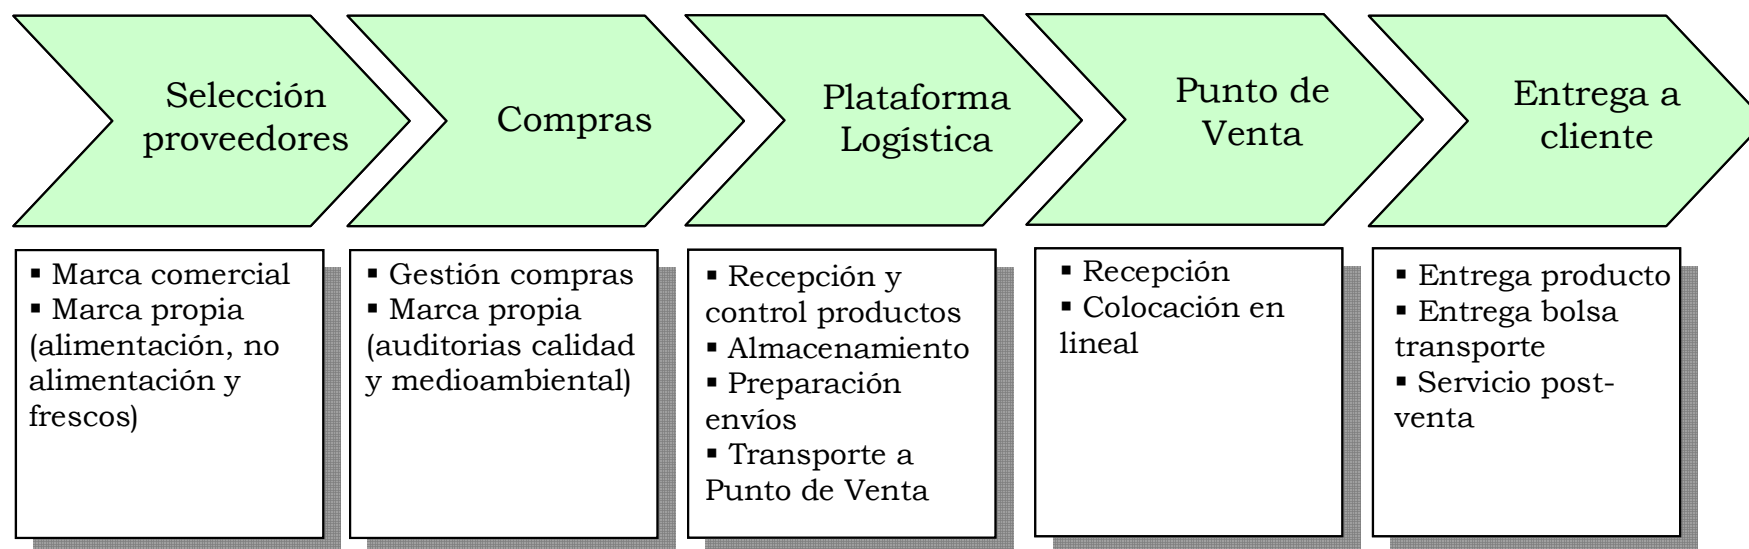 Selección
proveedores
Compras
Plataforma
Logística
Punto de
Venta
Entrega a
cliente
▪ Marca comercial
▪ Marca propia
(alimentación, no
alimentación y
frescos)
▪ Gestión compras
▪ Marca propia
(auditorias calidad
y medioambiental)
▪ Recepción y
control productos
▪ Almacenamiento
▪ Preparación
envíos
▪ Transporte a
Punto de Venta
▪ Recepción
▪ Colocación en
lineal
▪ Entrega producto
▪ Entrega bolsa
transporte
▪ Servicio post-
venta